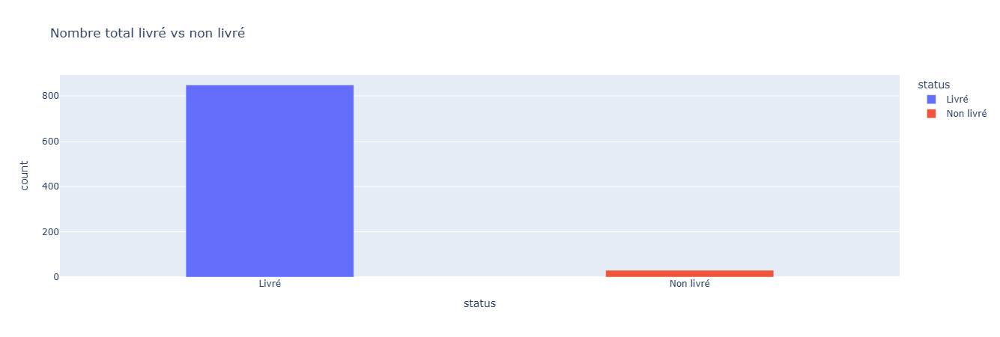 Nombre total livré vs non livré
status
Livré
Non livré
count
800
600
400
200
0
Livré
Non livré
status